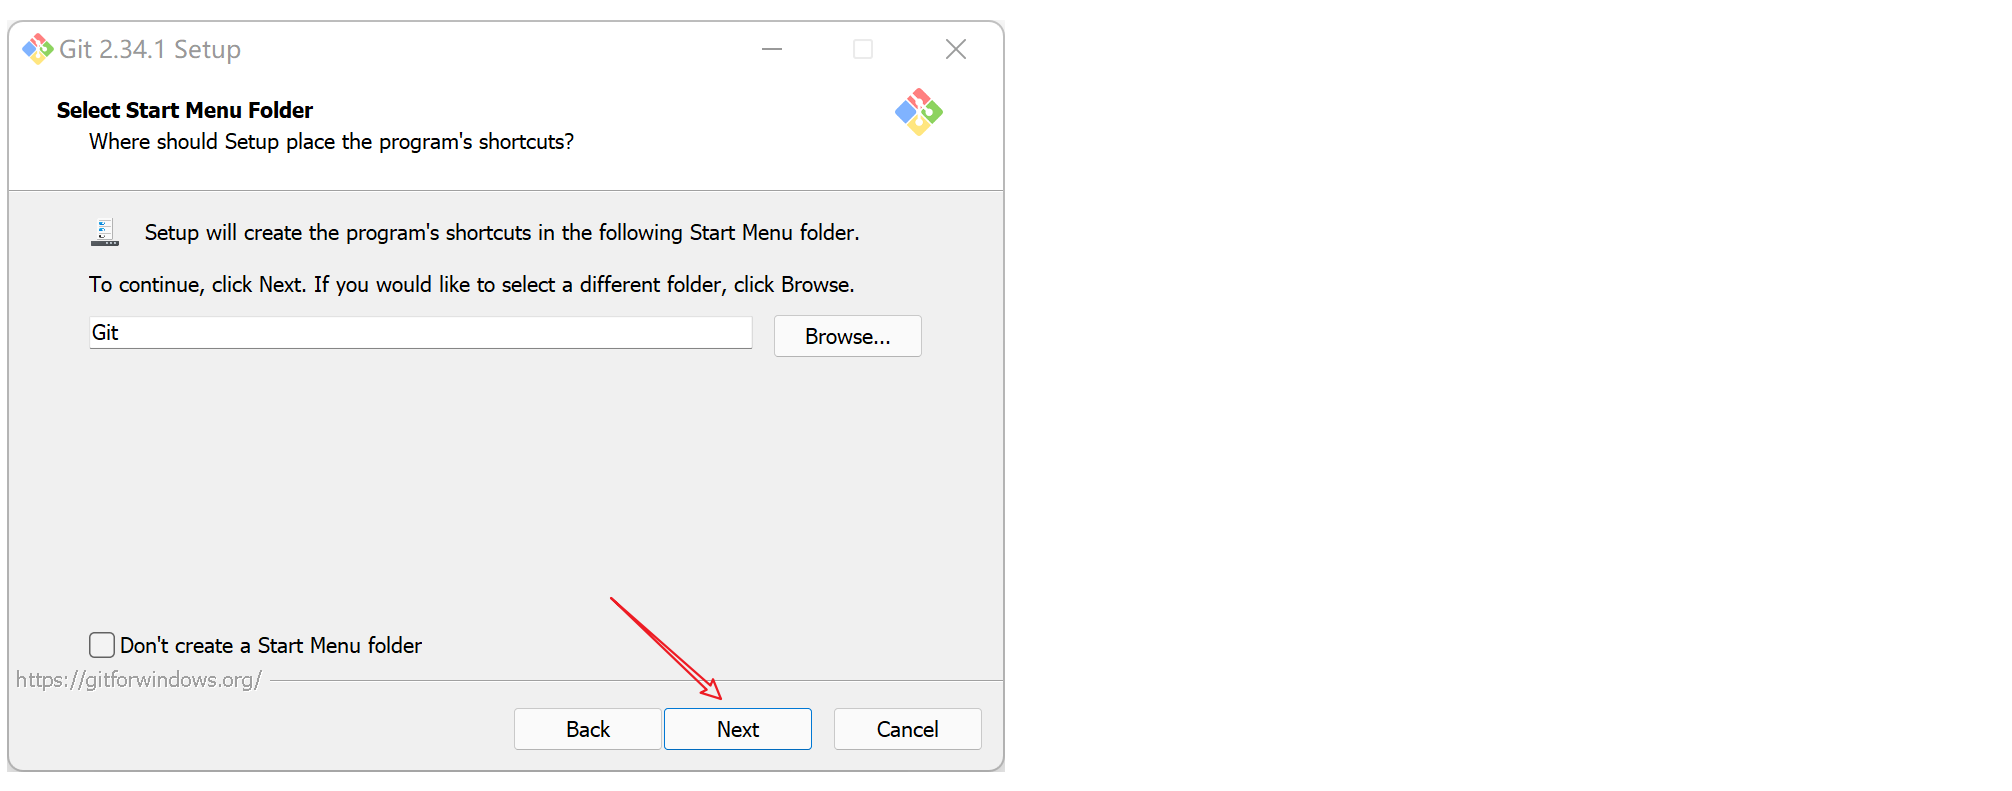 Git 2.34.1 Setup
Select Start Menu Folder
Where should Setup place the program's shortcuts?
Setup will create the program's shortcuts in the following Start Menu folder.
To continue, click Next. If you would like to select a different folder, click Browse.
Git
Browse...
Don't create a Start Menu folder
https://gitforwindows.org/
Back
Next
Cancel